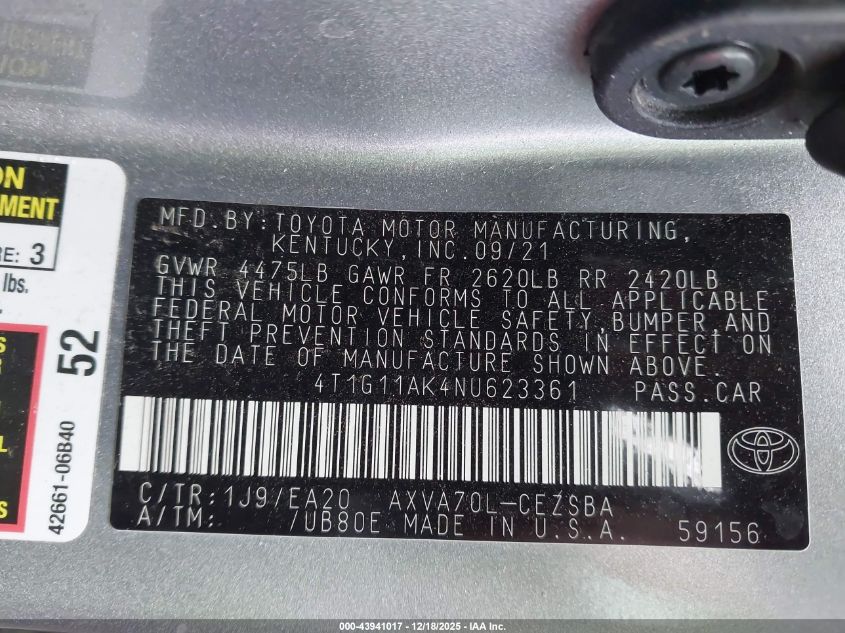 ON
MENT
RE: 3
lbs.
52
42661-06B40
MFD. BY: TOYOTA MOTOR MANUFACTURING,
KENTUCKY, INC. 09/21
GVWR 4475LB GAWR FR 2620LB RR 2420LB
THIS VEHICLE CONFORMS TO ALL APPLICABLE
FEDERAL MOTOR VEHICLE SAFETY, BUMPER, AND
THEFT PREVENTION STANDARDS IN EFFECT ON
THE DATE OF MANUFACTURE SHOWN ABOVE.
4T1G11AK4NU623361 PASS. CAR
C/TR: 1J9/EA20 AXVA70L-CEZSBA
A/TM: /UB80E MADE IN U.S.A. 59156
000-43941017 - 12/18/2025 - IAA Inc.